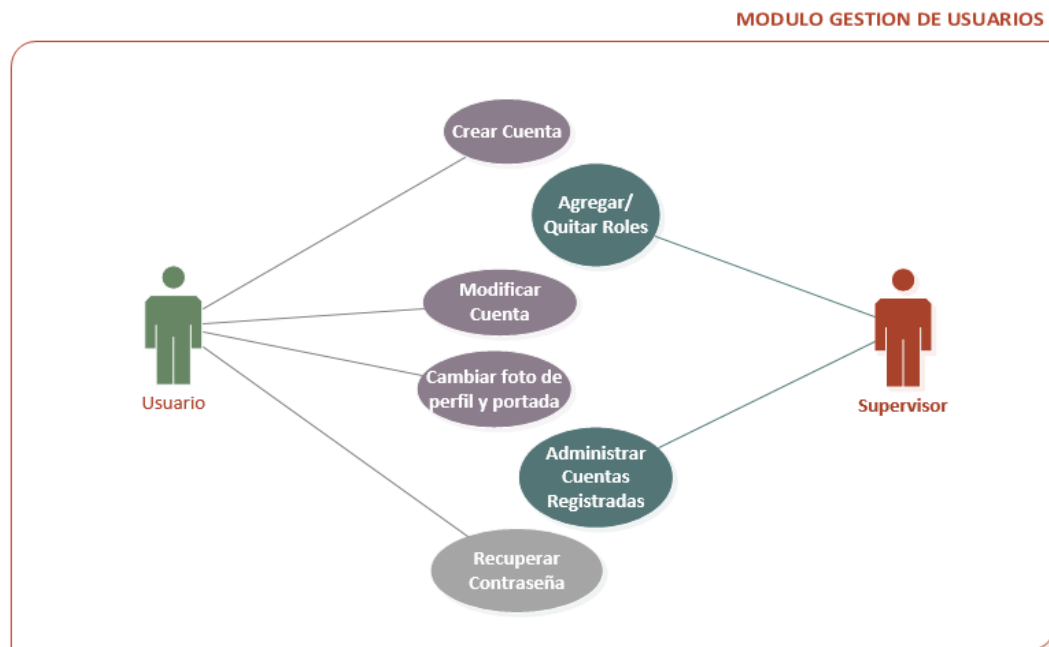 MODULO GESTION DE USUARIOS
Crear Cuenta
Agregar/
Quitar Roles
Modificar
Cuenta
Cambiar foto de
perfil y portada
Usuario
Supervisor
Administrar
Cuentas
Registradas
Recuperar
Contraseña